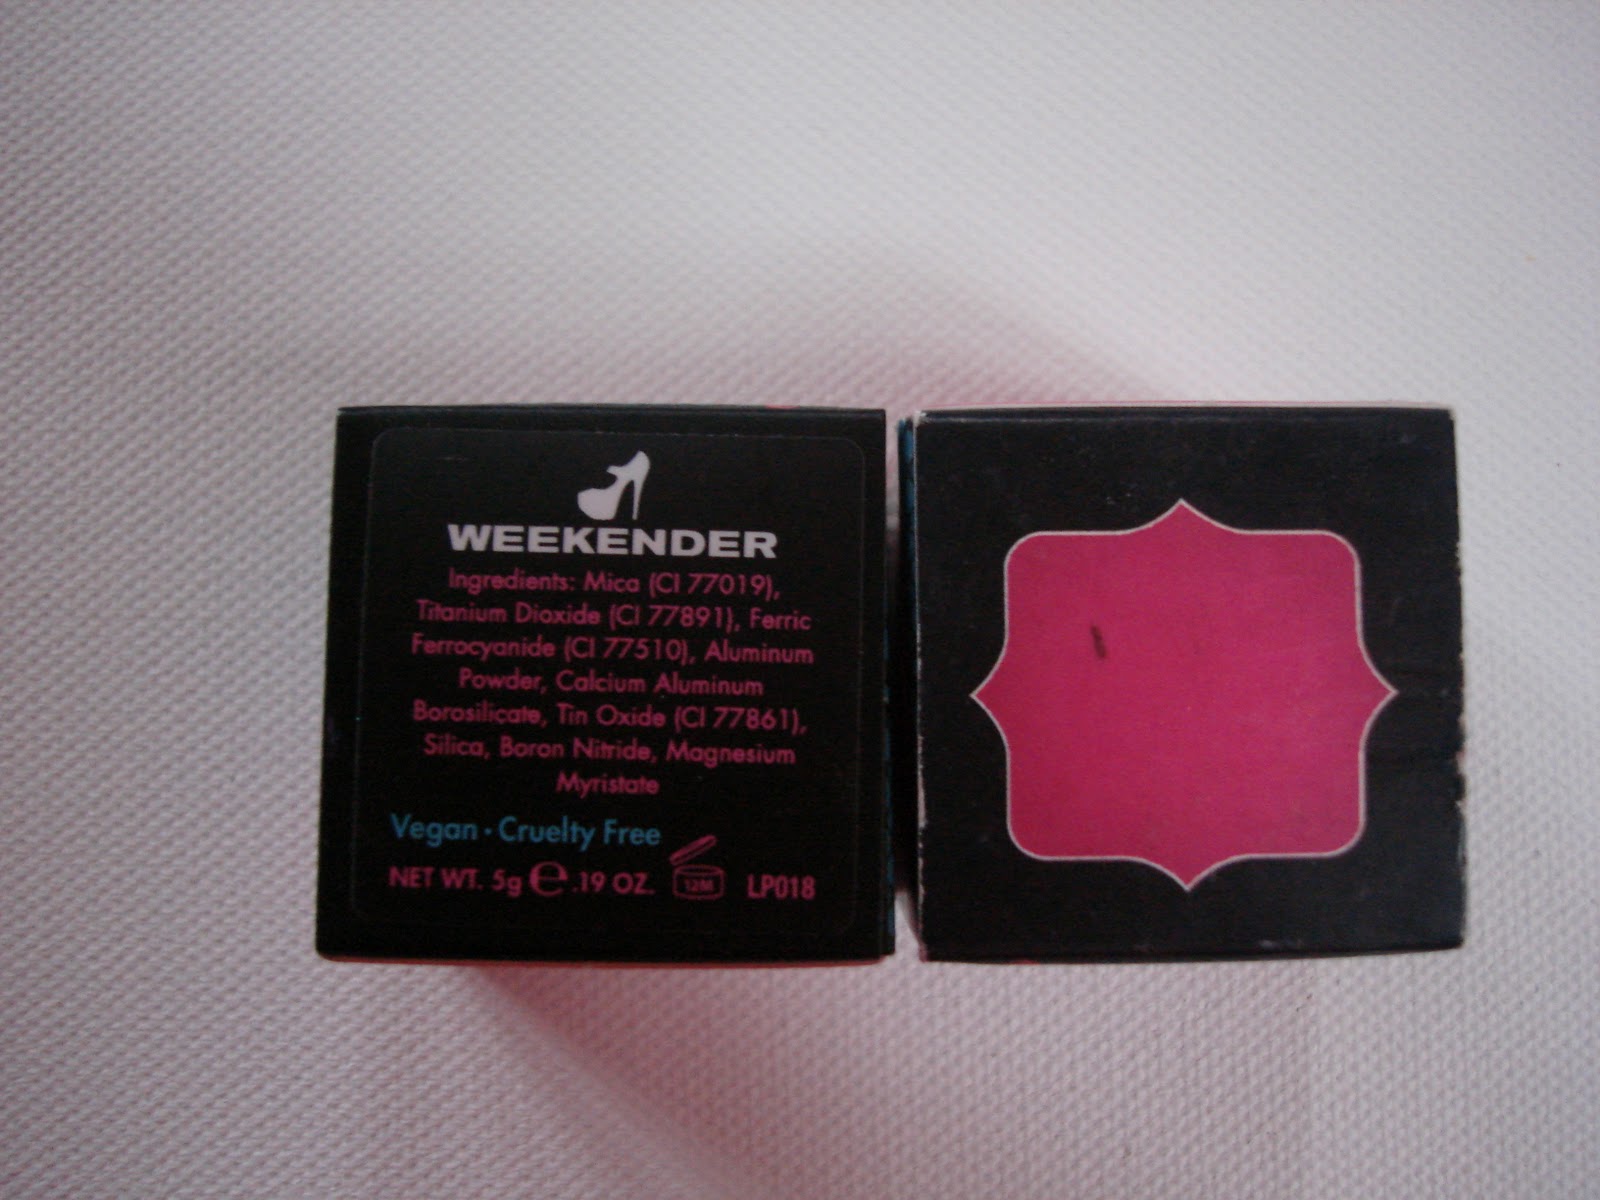 WEEKENDER
Ingredients: Mica (CI 77019),
Titanium Dioxide (CI 77891), Ferric
Ferrocyanide (CI 77510), Aluminum
Powder, Calcium Aluminum
Borosilicate, Tin Oxide (CI 77861),
Silica, Boron Nitride, Magnesium
Myristate
Vegan · Cruelty Free
NET WT. 5g ℮ .19 OZ. 12M LP018